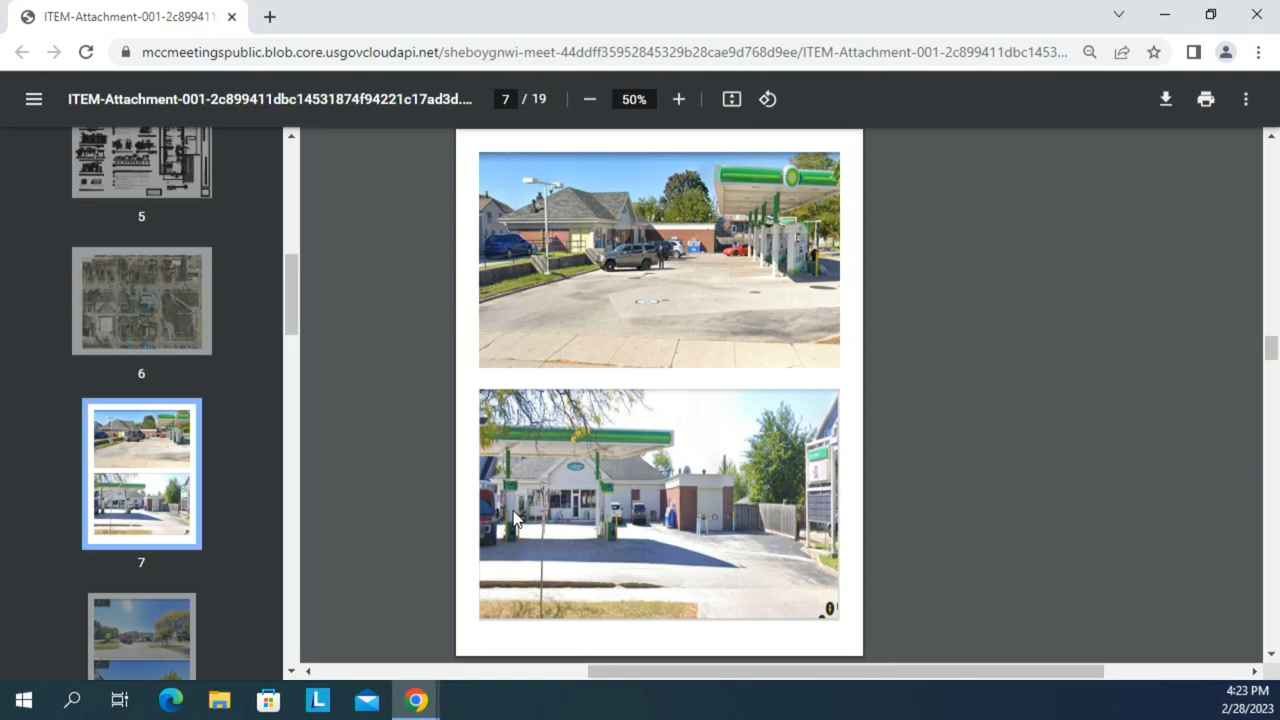 ITEM-Attachment-001-2c899411
mccmeetingspublic.blob.core.usgovcloudapi.net/sheboygnwi-meet-44ddff35952845329b28cae9d768d9ee/ITEM-Attachment-001-2c899411dbc1453...
ITEM-Attachment-001-2c899411dbc14531874f94221c17ad3d....
7 / 19
50%
5
6
7
L
4:23 PM
2/28/2023